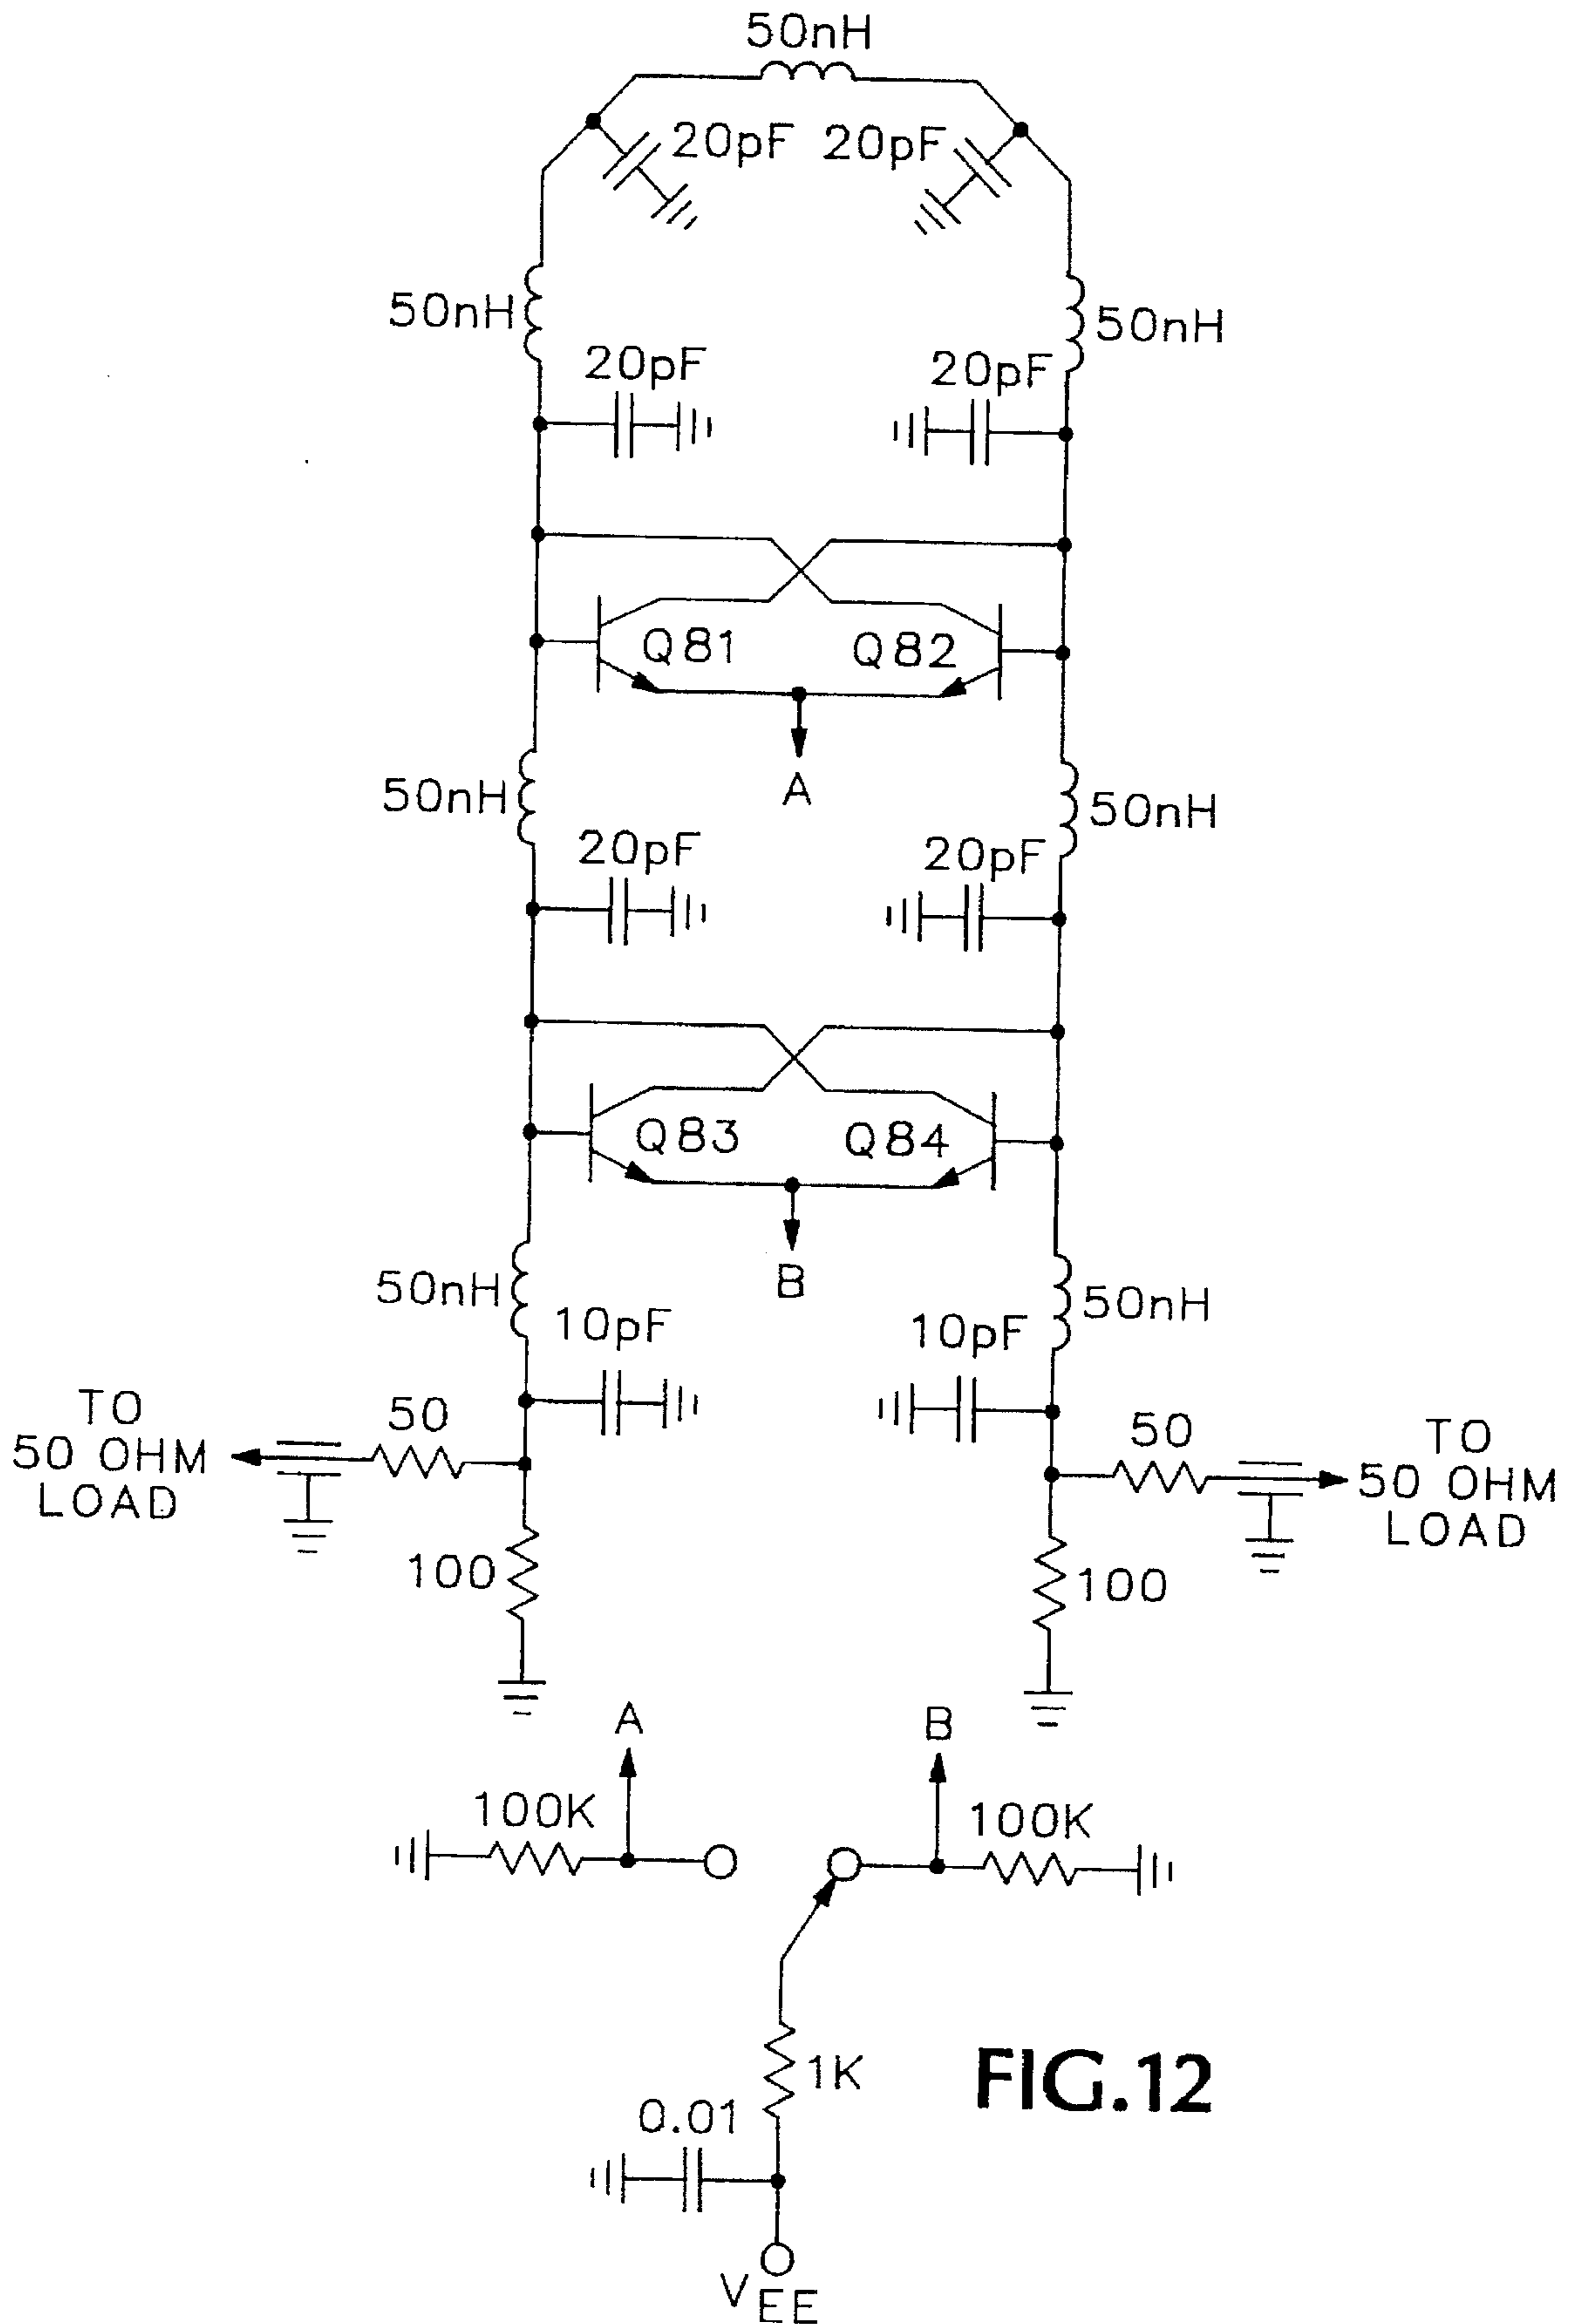 50nH
20pF 20pF
50nH
50nH
20pF
20pF
Q81
Q82
A
50nH
50nH
20pF
20pF
Q83
Q84
B
50nH
50nH
10pF
10pF
TO
50 OHM
LOAD
50
50
TO
50 OHM
LOAD
100
100
A
B
100K
100K
1K
0.01
VEE
FIG.12